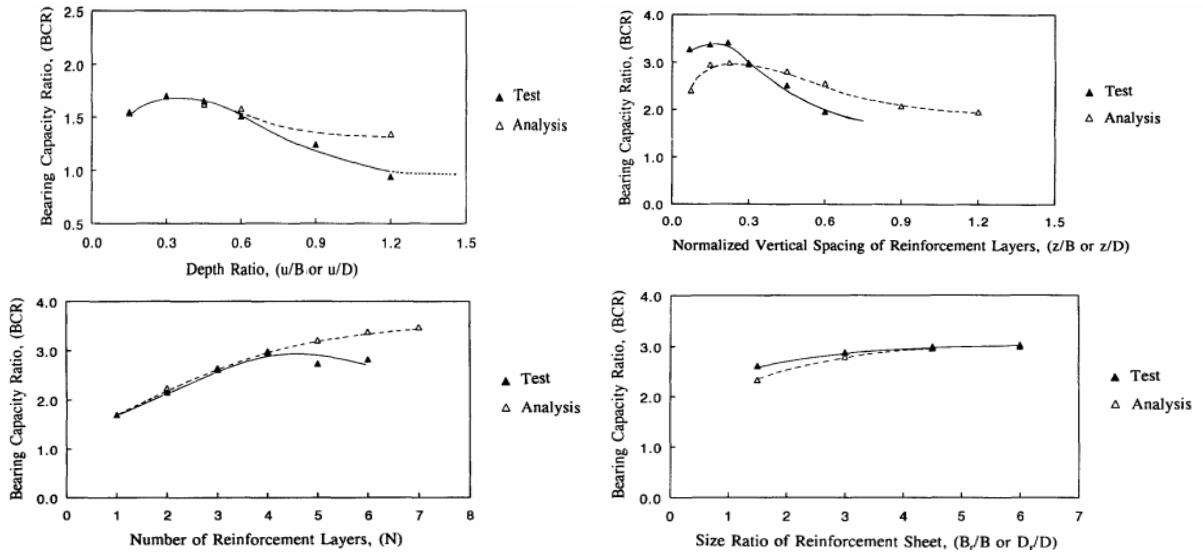 Bearing Capacity Ratio, (BCR)
2.5
2.0
1.5
1.0
0.5
0.0 0.3 0.6 0.9 1.2 1.5
Depth Ratio, (u/B or u/D)
Test
Analysis
Bearing Capacity Ratio, (BCR)
4.0
3.0
2.0
1.0
0.0
0.0 0.3 0.6 0.9 1.2 1.5
Normalized Vertical Spacing of Reinforcement Layers, (z/B or z/D)
Test
Analysis
Bearing Capacity Ratio, (BCR)
4.0
3.0
2.0
1.0
0.0
0 1 2 3 4 5 6 7 8
Number of Reinforcement Layers, (N)
Test
Analysis
Bearing Capacity Ratio, (BCR)
4.0
3.0
2.0
1.0
0.0
0 1 2 3 4 5 6 7
Size Ratio of Reinforcement Sheet, (Bᵣ/B or Dᵣ/D)
Test
Analysis